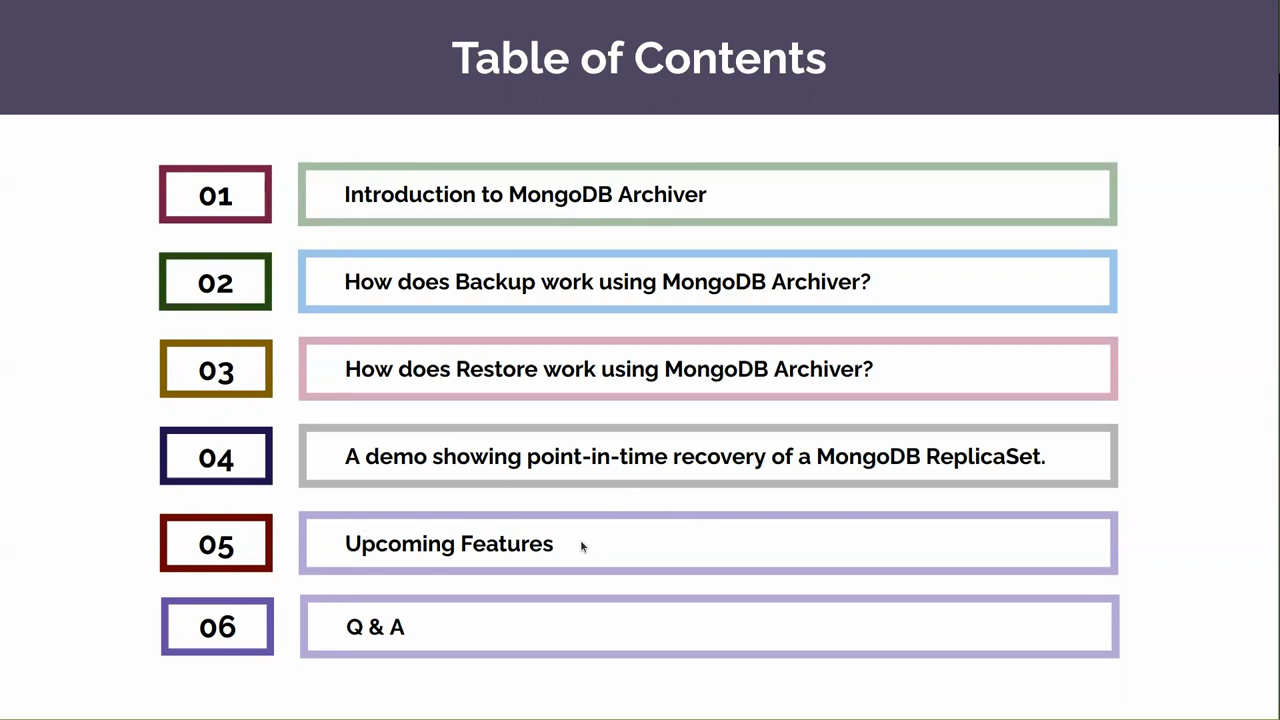 Table of Contents
01
Introduction to MongoDB Archiver
02
How does Backup work using MongoDB Archiver?
03
How does Restore work using MongoDB Archiver?
04
A demo showing point-in-time recovery of a MongoDB ReplicaSet.
05
Upcoming Features
06
Q & A